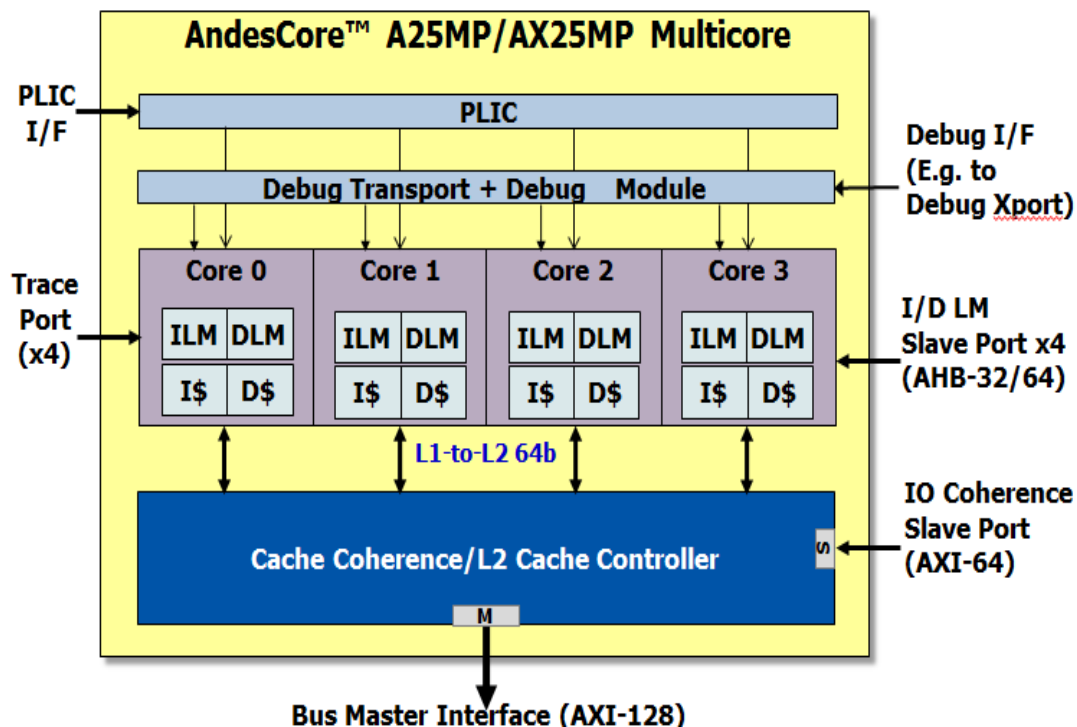 AndesCore™ A25MP/AX25MP Multicore
PLIC
I/F
PLIC
Debug I/F
(E.g. to
Debug Xport)
Debug Transport + Debug Module
Trace
Port
(x4)
Core 0
Core 1
Core 2
Core 3
ILM DLM
ILM DLM
ILM DLM
ILM DLM
I$ D$
I$ D$
I$ D$
I$ D$
I/D LM
Slave Port x4
(AHB-32/64)
L1-to-L2 64b
Cache Coherence/L2 Cache Controller
S
IO Coherence
Slave Port
(AXI-64)
M
Bus Master Interface (AXI-128)